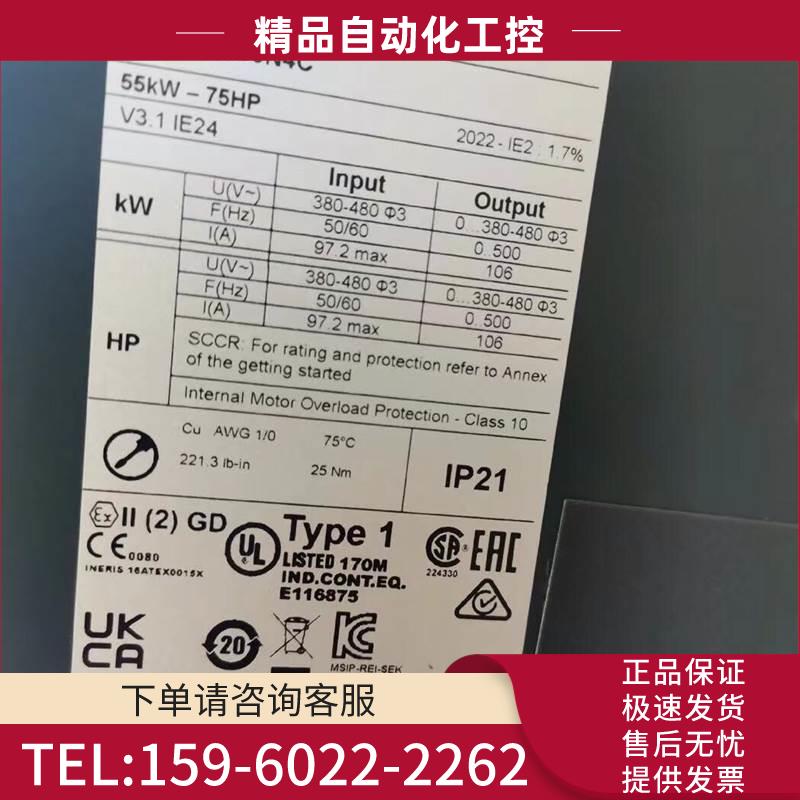 精品自动化工控
55kW – 75HP
V3.1 IE24
2022 - IE2 : 1.7%
Input
Output
kW
U(V~)
380-480 Φ3
0...380-480 Φ3
F(Hz)
50/60
0..500
I(A)
97.2 max
106
U(V~)
380-480 Φ3
0...380-480 Φ3
F(Hz)
50/60
0..500
I(A)
97.2 max
106
HP
SCCR: For rating and protection refer to Annex
of the getting started
Internal Motor Overload Protection - Class 10
Cu AWG 1/0 75°C
221.3 lb-in 25 Nm
IP21
Ex II (2) GD
CE 0080
INERIS 16ATEX0015X
UL
Type 1
LISTED 170M
IND.CONT.EQ.
E116875
SA
224330
EAC
UK
CA
20
KC
MSIP-REI-SEK
下单请咨询客服
TEL:159-6022-2262
正品保证
极速发货
售后无忧
提供发票